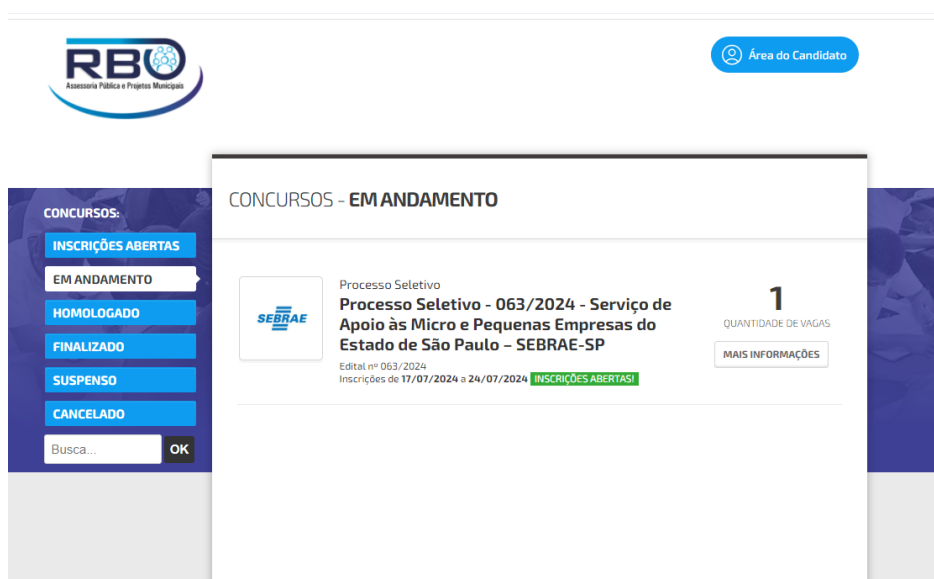 RBO
Assessoria Pública e Projetos Municipais
Área do Candidato
CONCURSOS:
INSCRIÇÕES ABERTAS
EM ANDAMENTO
HOMOLOGADO
FINALIZADO
SUSPENSO
CANCELADO
Busca...
OK
CONCURSOS - EM ANDAMENTO
SEBRAE
Processo Seletivo
Processo Seletivo - 063/2024 - Serviço de
Apoio às Micro e Pequenas Empresas do
Estado de São Paulo – SEBRAE-SP
Edital nº 063/2024
Inscrições de 17/07/2024 a 24/07/2024 INSCRIÇÕES ABERTAS!
1
QUANTIDADE DE VAGAS
MAIS INFORMAÇÕES